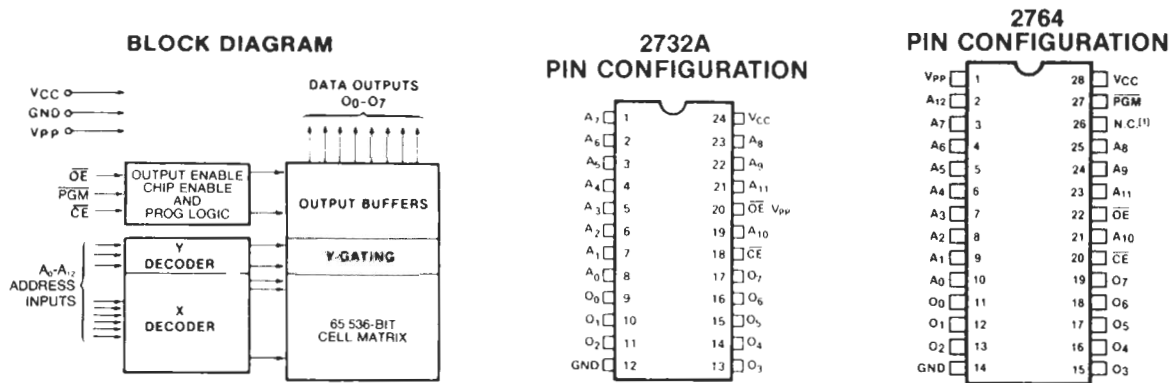 BLOCK DIAGRAM
VCC
GND
VPP
DATA OUTPUTS
O0-O7
OE
PGM
CE
OUTPUT ENABLE
CHIP ENABLE
AND
PROG LOGIC
OUTPUT BUFFERS
A0-A12
ADDRESS
INPUTS
Y
DECODER
Y-GATING
X
DECODER
65 536-BIT
CELL MATRIX
2732A
PIN CONFIGURATION
A7 1 24 VCC
A6 2 23 A8
A5 3 22 A9
A4 4 21 A11
A3 5 20 OE VPP
A2 6 19 A10
A1 7 18 CE
A0 8 17 O7
O0 9 16 O6
O1 10 15 O5
O2 11 14 O4
GND 12 13 O3
2764
PIN CONFIGURATION
VPP 1 28 VCC
A12 2 27 PGM
A7 3 26 N.C.[1]
A6 4 25 A8
A5 5 24 A9
A4 6 23 A11
A3 7 22 OE
A2 8 21 A10
A1 9 20 CE
A0 10 19 O7
O0 11 18 O6
O1 12 17 O5
O2 13 16 O4
GND 14 15 O3